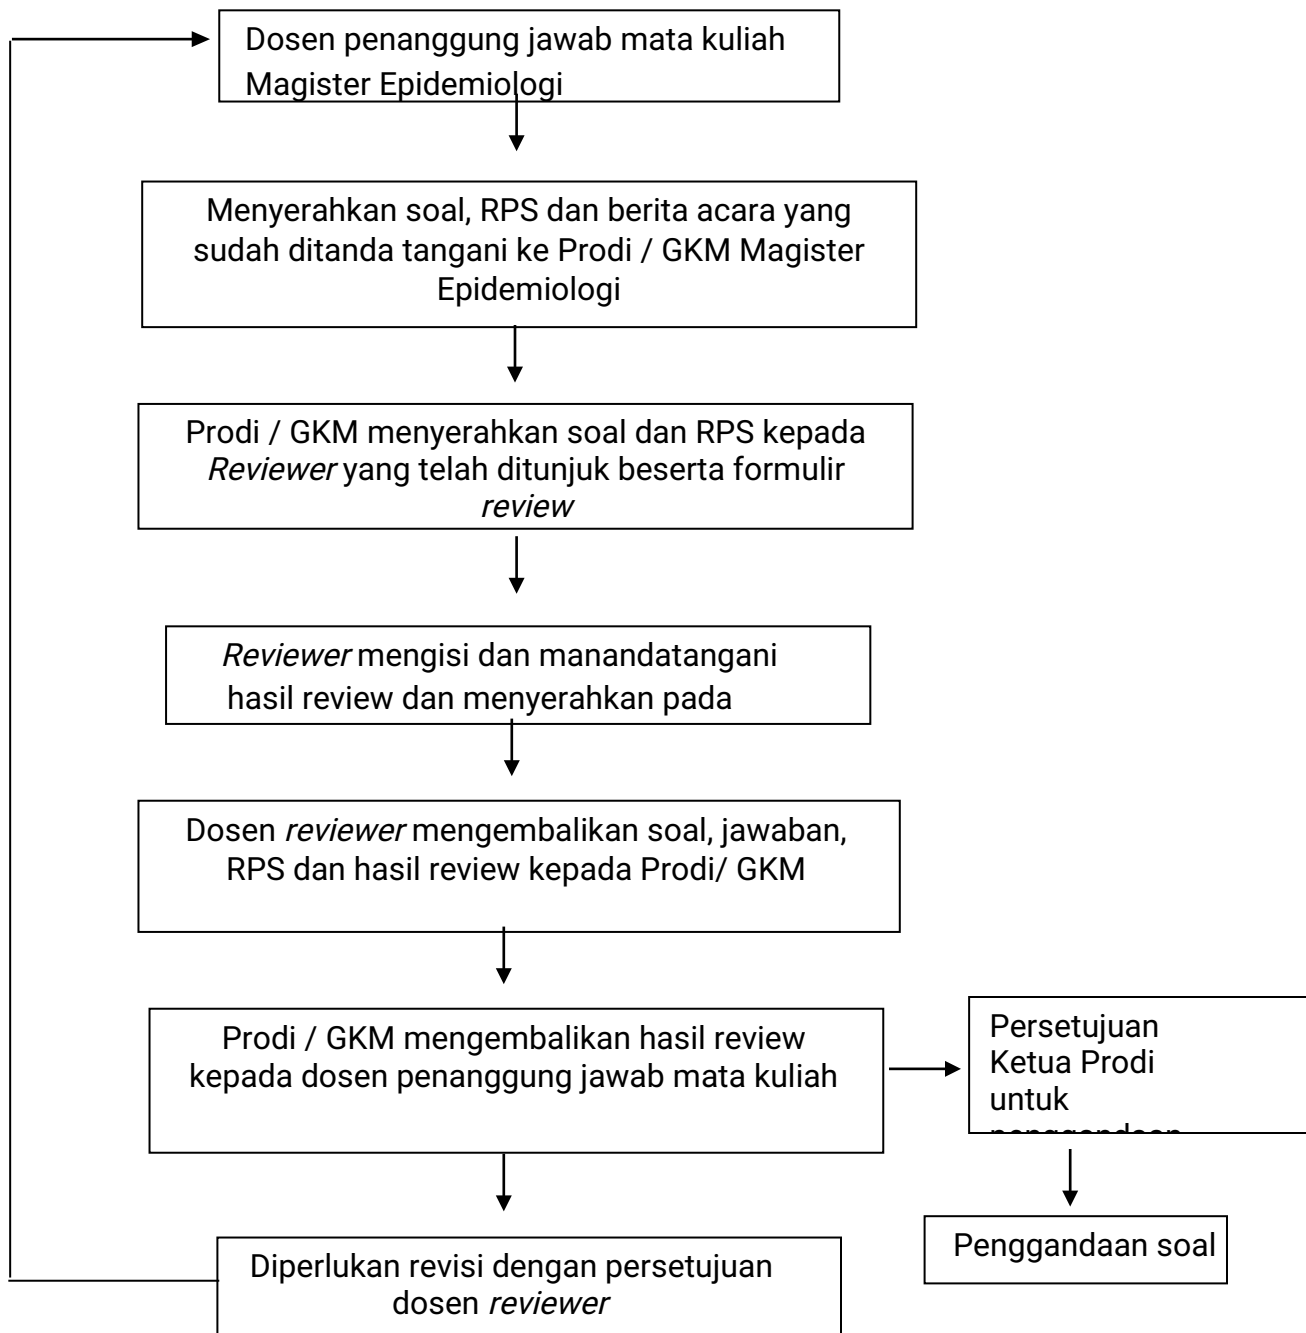 Dosen penanggung jawab mata kuliah
Magister Epidemiologi
Menyerahkan soal, RPS dan berita acara yang
sudah ditanda tangani ke Prodi / GKM Magister
Epidemiologi
Prodi / GKM menyerahkan soal dan RPS kepada
Reviewer yang telah ditunjuk beserta formulir
review
Reviewer mengisi dan manandatangani
hasil review dan menyerahkan pada
Dosen reviewer mengembalikan soal, jawaban,
RPS dan hasil review kepada Prodi/ GKM
Prodi / GKM mengembalikan hasil review
kepada dosen penanggung jawab mata kuliah
Persetujuan
Ketua Prodi
untuk
Penggandaan soal
Diperlukan revisi dengan persetujuan
dosen reviewer